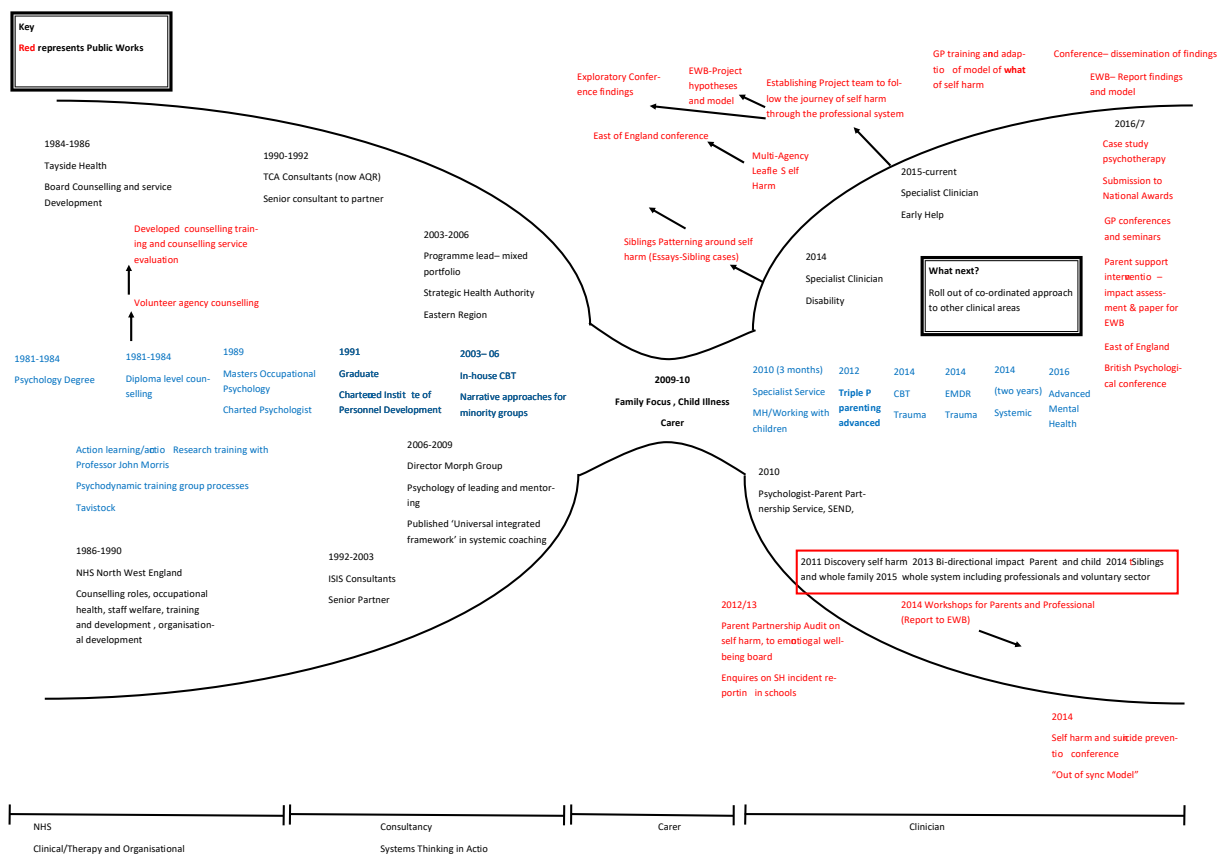 Key
Red represents Public Works
GP training and adap-
tio of model of what
of self harm
Conference– dissemination of findings
EWB– Report findings
and model
Exploratory Confer-
ence findings
EWB-Project
hypotheses
and model
Establishing Project team to fol-
low the journey of self harm
through the professional system
East of England conference
Multi-Agency
Leafle S elf
Harm
Siblings Patterning around self
harm (Essays-Sibling cases)
1984-1986
Tayside Health
Board Counselling and service
Development
1990-1992
TCA Consultants (now AQR)
Senior consultant to partner
Developed counselling train-
ing and counselling service
evaluation
Volunteer agency counselling
2003-2006
Programme lead– mixed
portfolio
Strategic Health Authority
Eastern Region
2015-current
Specialist Clinician
Early Help
2014
Specialist Clinician
Disability
What next?
Roll out of co-ordinated approach
to other clinical areas
2016/7
Case study
psychotherapy
Submission to
National Awards
GP conferences
and seminars
Parent support
interventio –
impact assess-
ment & paper for
EWB
East of England
British Psychologi-
cal conference
1981-1984
Psychology Degree
1981-1984
Diploma level coun-
selling
1989
Masters Occupational
Psychology
Charted Psychologist
1991
Graduate
Chartered Instit te of
Personnel Development
2003– 06
In-house CBT
Narrative approaches for
minority groups
2009-10
Family Focus , Child Illness
Carer
2010 (3 months)
Specialist Service
MH/Working with
children
2012
Triple P
parenting
advanced
2014
CBT
Trauma
2014
EMDR
Trauma
2014
(two years)
Systemic
2016
Advanced
Mental
Health
Action learning/actio Research training with
Professor John Morris
Psychodynamic training group processes
Tavistock
2006-2009
Director Morph Group
Psychology of leading and mentor-
ing
Published ‘Universal integrated
framework’ in systemic coaching
2010
Psychologist-Parent Part-
nership Service, SEND,
1986-1990
NHS North West England
Counselling roles, occupational
health, staff welfare, training
and development , organisation-
al development
1992-2003
ISIS Consultants
Senior Partner
2011 Discovery self harm 2013 Bi-directional impact Parent and child 2014 Siblings
and whole family 2015 whole system including professionals and voluntary sector
2012/13
Parent Partnership Audit on
self harm, to emotiogal well-
being board
Enquires on SH incident re-
portin in schools
2014 Workshops for Parents and Professional
(Report to EWB)
2014
Self harm and suicide preven-
tio conference
“Out of sync Model”
NHS
Clinical/Therapy and Organisational
Consultancy
Systems Thinking in Actio
Carer
Clinician